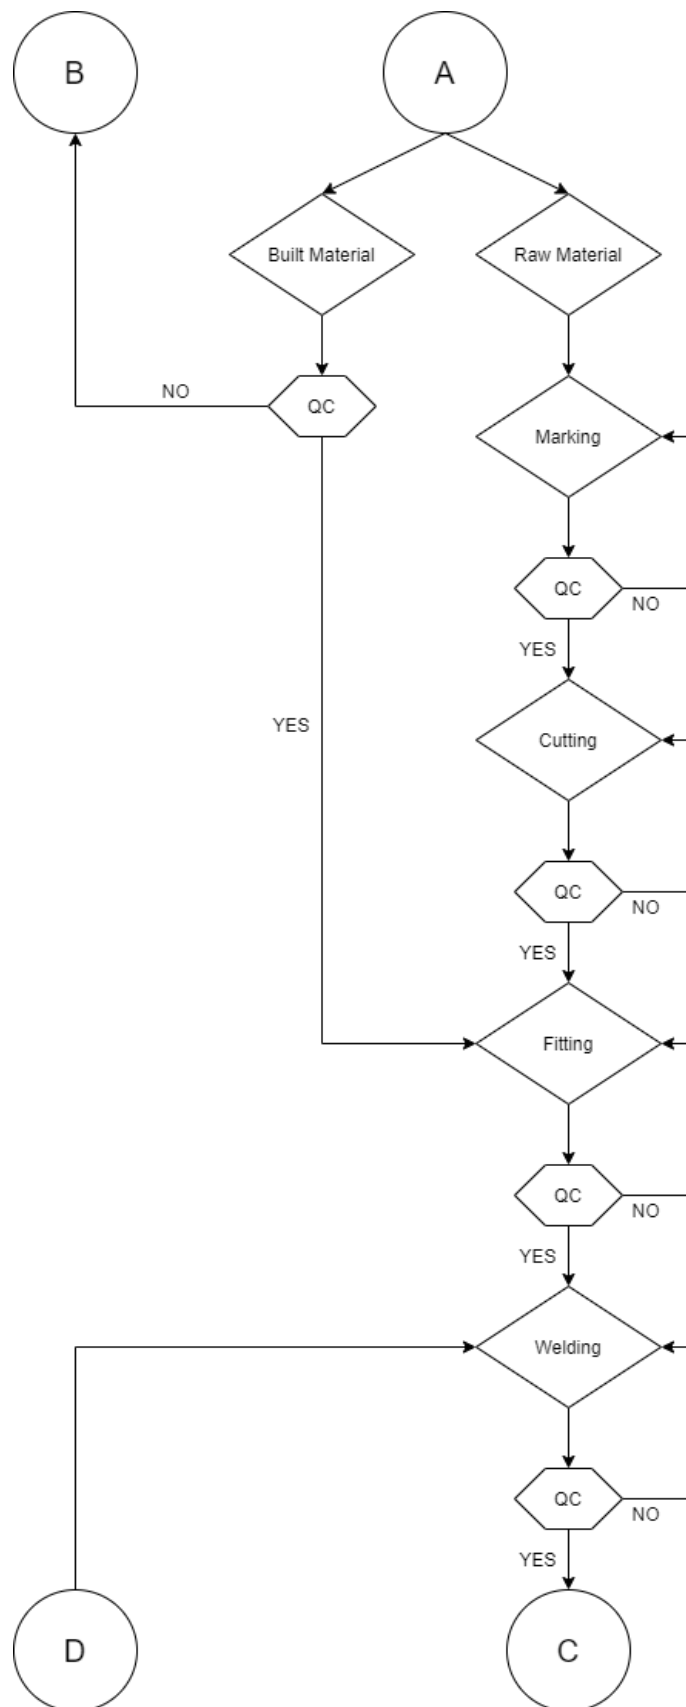 B
A
Built Material
Raw Material
NO
QC
Marking
QC
NO
YES
YES
Cutting
QC
NO
YES
Fitting
QC
NO
YES
Welding
QC
NO
YES
D
C